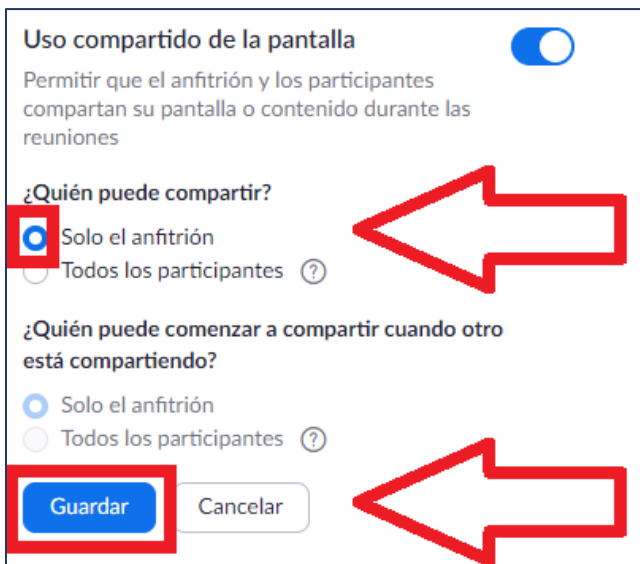 Uso compartido de la pantalla
Permitir que el anfitrión y los participantes
compartan su pantalla o contenido durante las
reuniones
¿Quién puede compartir?
Solo el anfitrión
Todos los participantes ?
¿Quién puede comenzar a compartir cuando otro
está compartiendo?
Solo el anfitrión
Todos los participantes ?
Guardar Cancelar